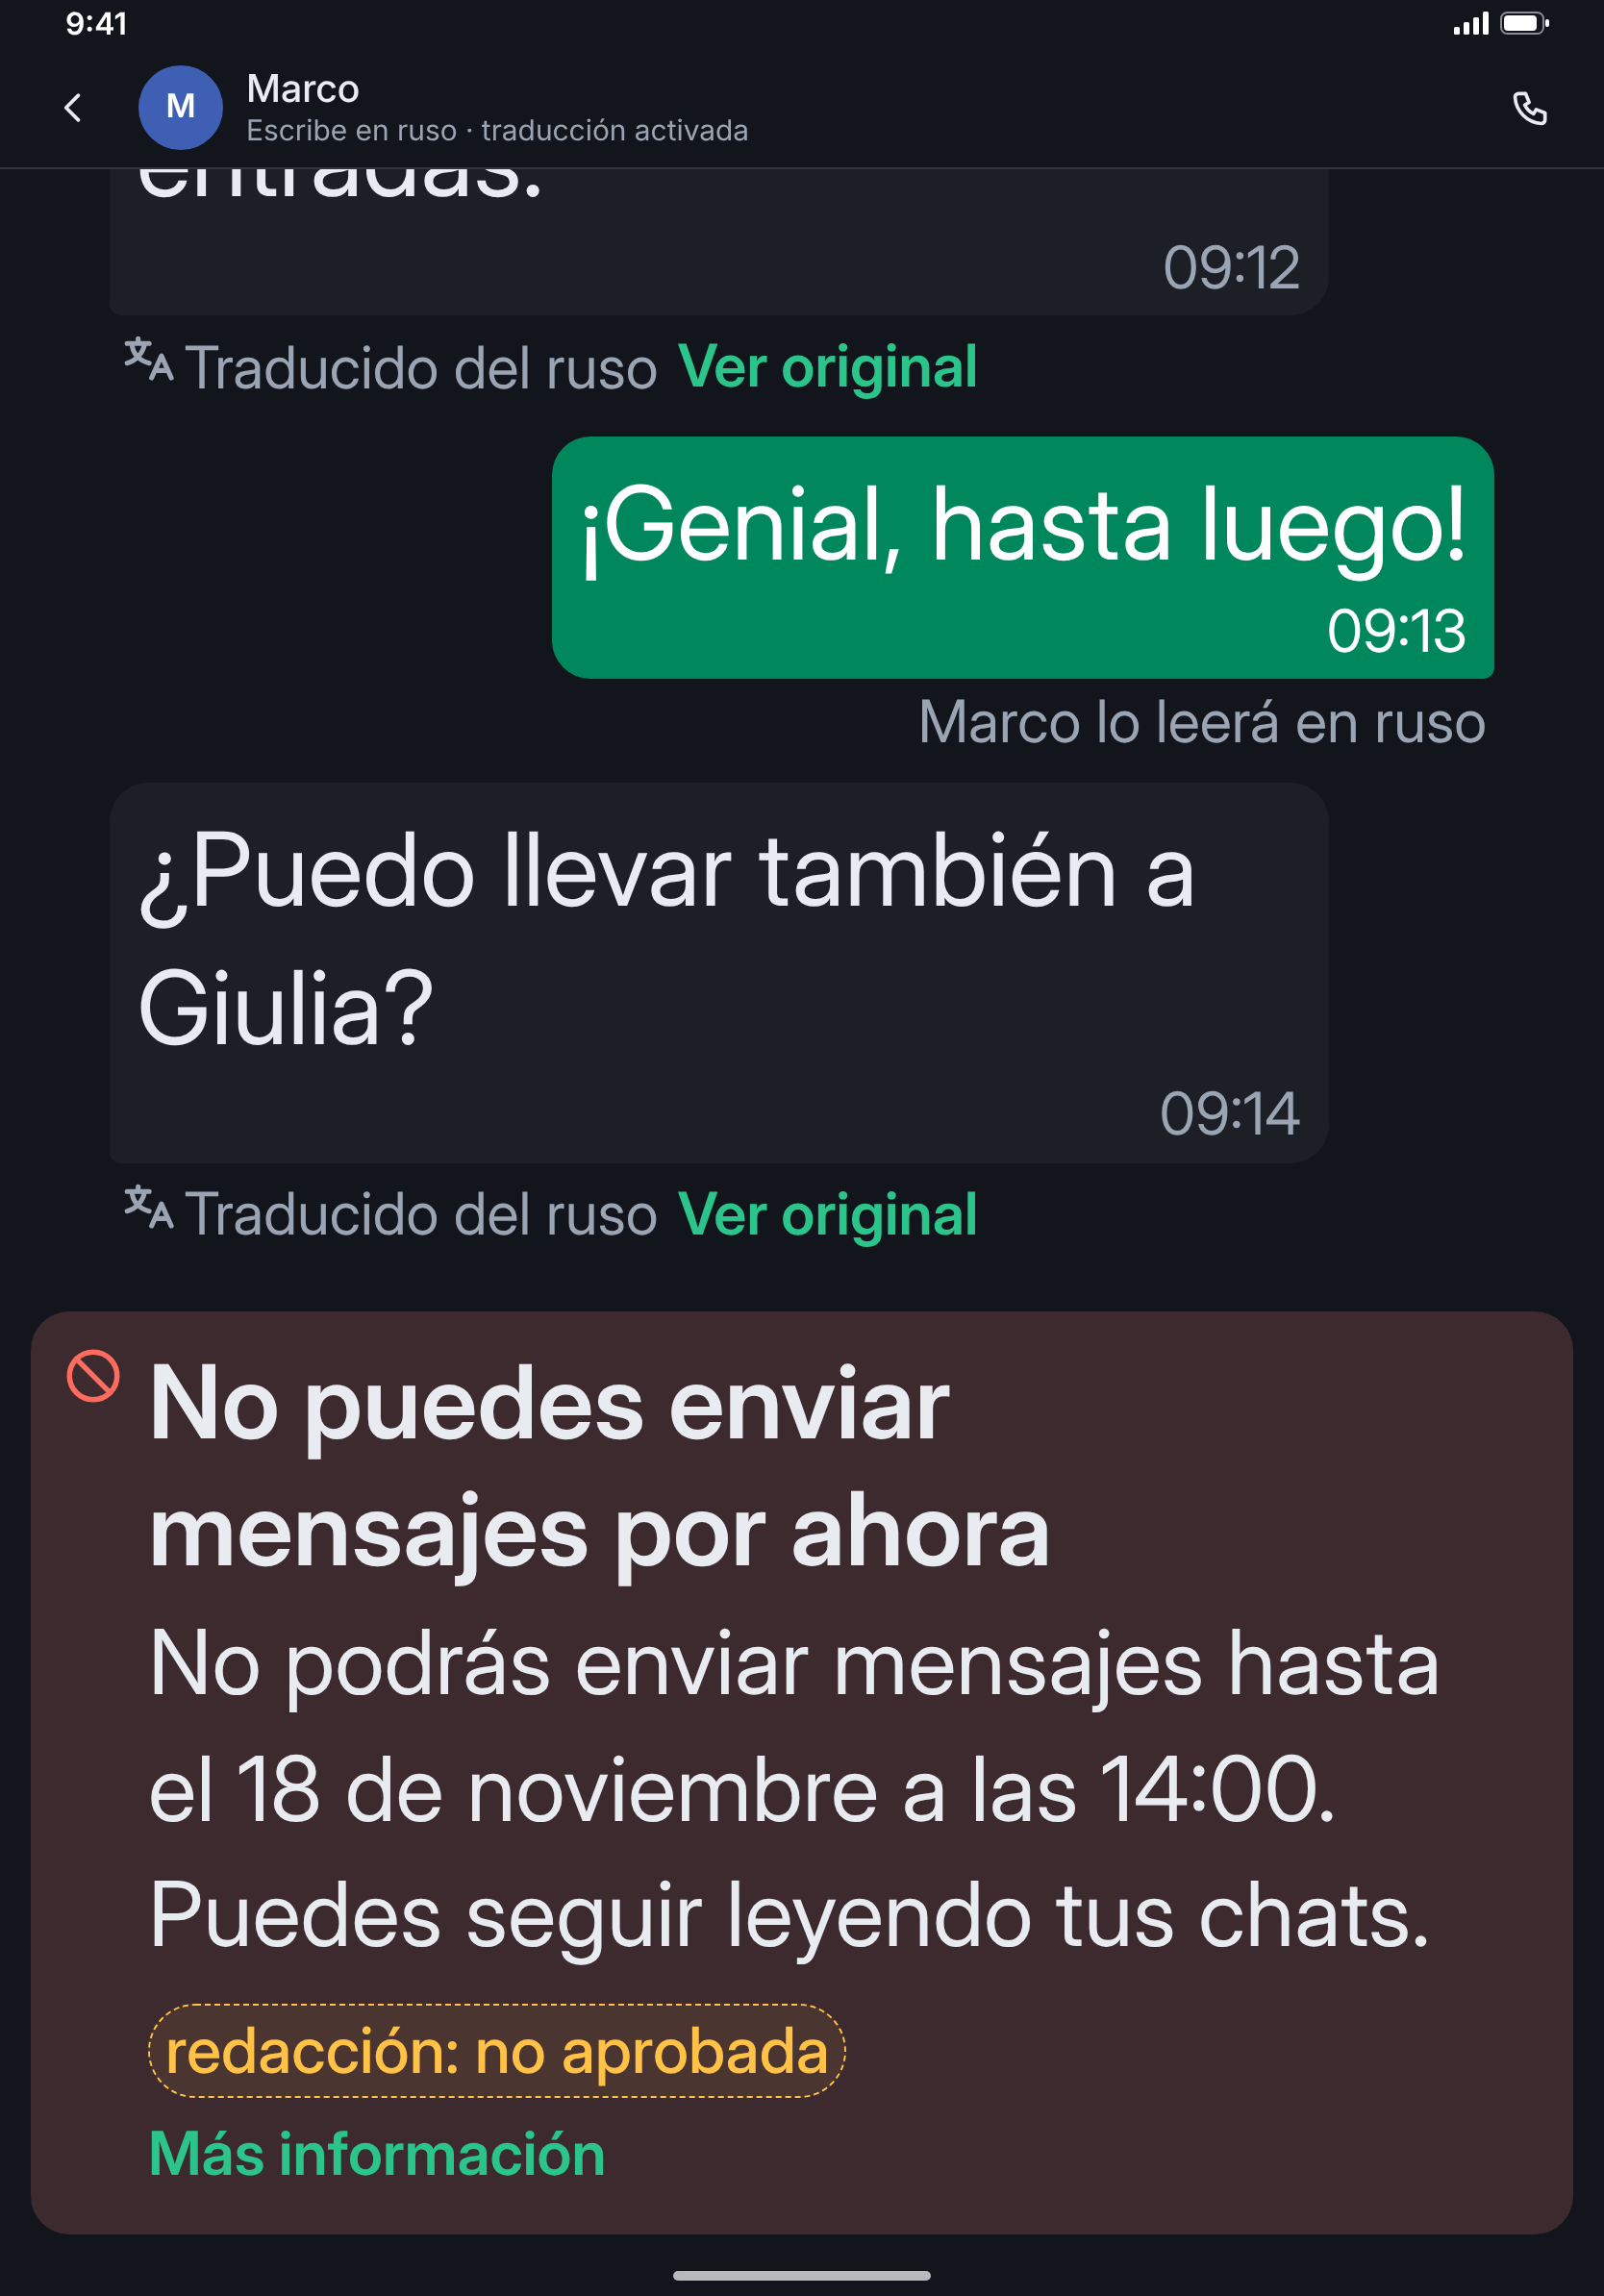 9:41
M
Marco
Escribe en ruso · traducción activada
entradas.
09:12
Traducido del ruso Ver original
¡Genial, hasta luego!
09:13
Marco lo leerá en ruso
¿Puedo llevar también a
Giulia?
09:14
Traducido del ruso Ver original
No puedes enviar
mensajes por ahora
No podrás enviar mensajes hasta
el 18 de noviembre a las 14:00.
Puedes seguir leyendo tus chats.
redacción: no aprobada
Más información